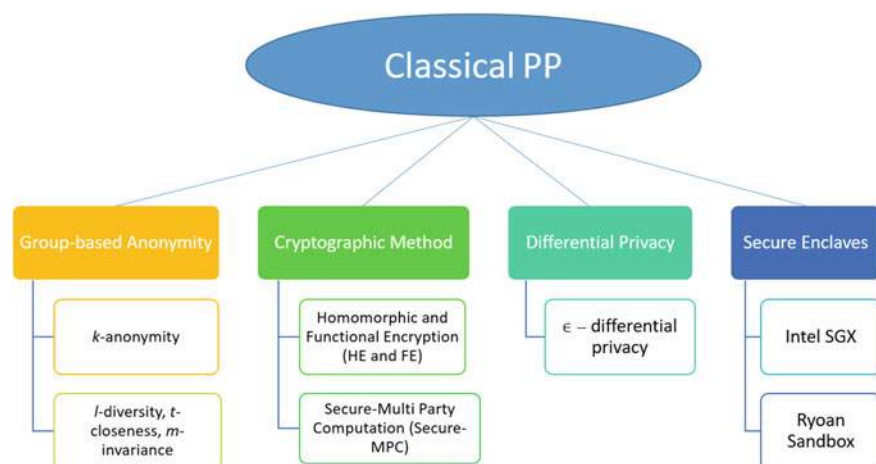 Classical PP
Group-based Anonymity
Cryptographic Method
Differential Privacy
Secure Enclaves
k-anonymity
Homomorphic and
Functional Encryption
(HE and FE)
ϵ – differential
privacy
Intel SGX
l-diversity, t-
closeness, m-
invariance
Secure-Multi Party
Computation (Secure-
MPC)
Ryoan
Sandbox